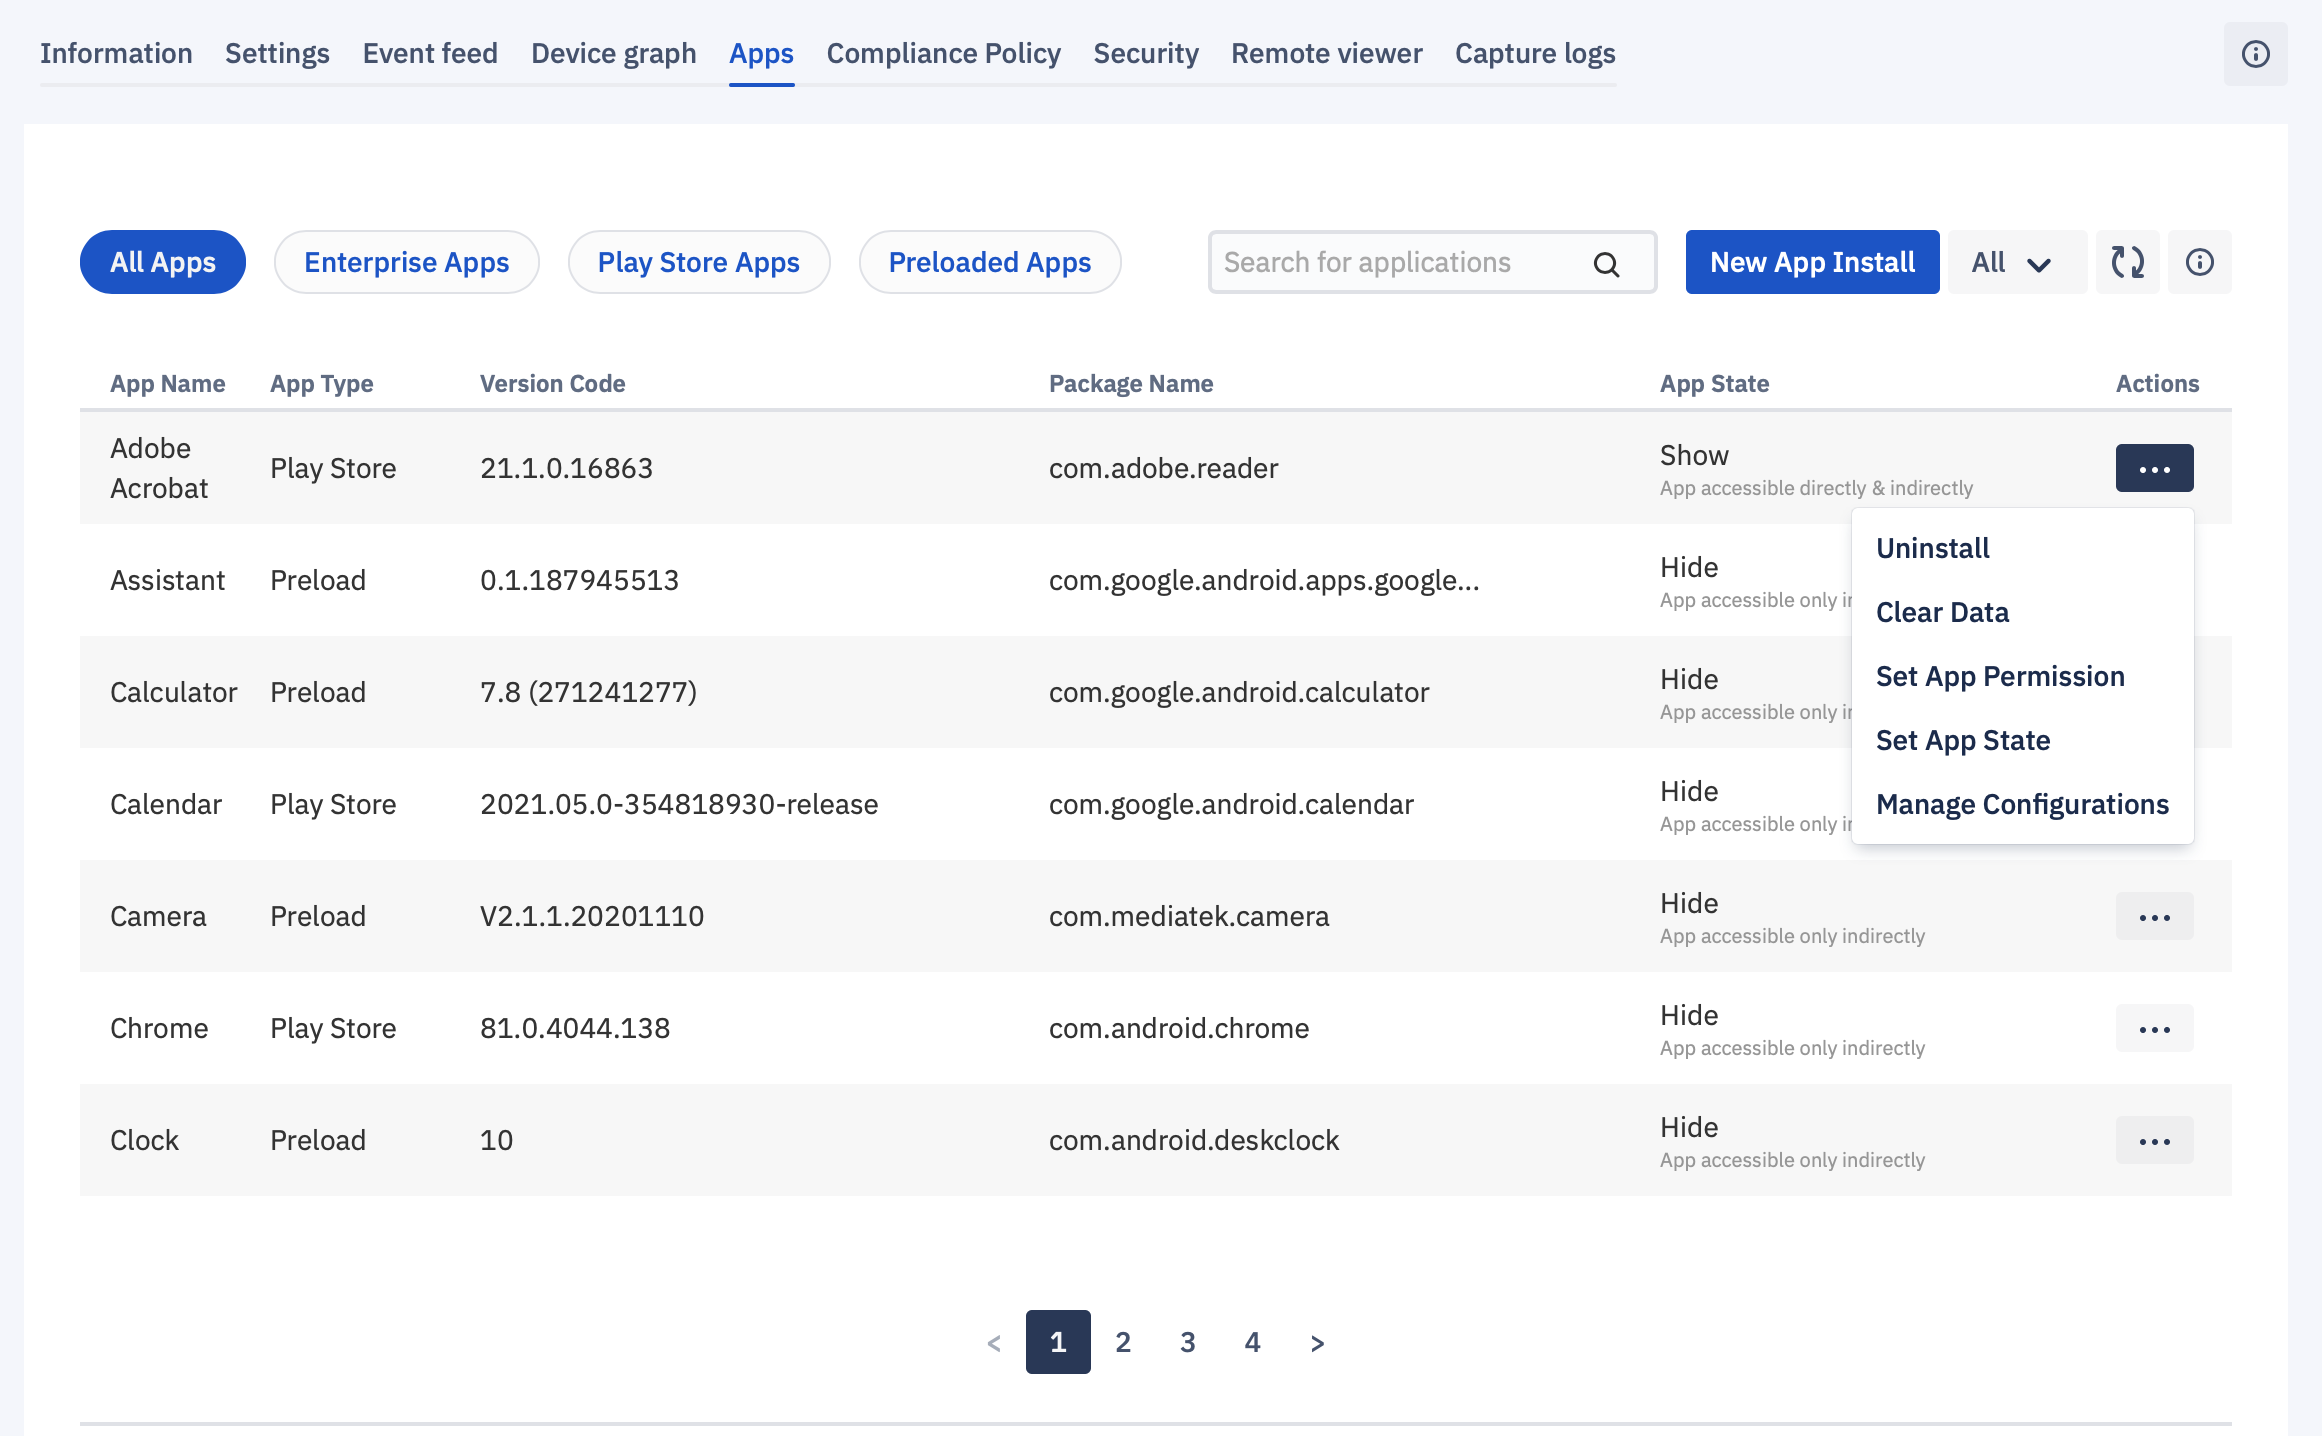 Information Settings Event feed Device graph Apps Compliance Policy Security Remote viewer Capture logs
All Apps Enterprise Apps Play Store Apps Preloaded Apps Search for applications New App Install All
App Name App Type Version Code Package Name App State Actions
Adobe Acrobat Play Store 21.1.0.16863 com.adobe.reader Show
App accessible directly & indirectly
Assistant Preload 0.1.187945513 com.google.android.apps.google... Hide
App accessible only
Calculator Preload 7.8 (271241277) com.google.android.calculator Hide
App accessible only
Calendar Play Store 2021.05.0-354818930-release com.google.android.calendar Hide
App accessible only
Uninstall
Clear Data
Set App Permission
Set App State
Manage Configurations
Camera Preload V2.1.1.20201110 com.mediatek.camera Hide
App accessible only indirectly
Chrome Play Store 81.0.4044.138 com.android.chrome Hide
App accessible only indirectly
Clock Preload 10 com.android.deskclock Hide
App accessible only indirectly
< 1 2 3 4 >